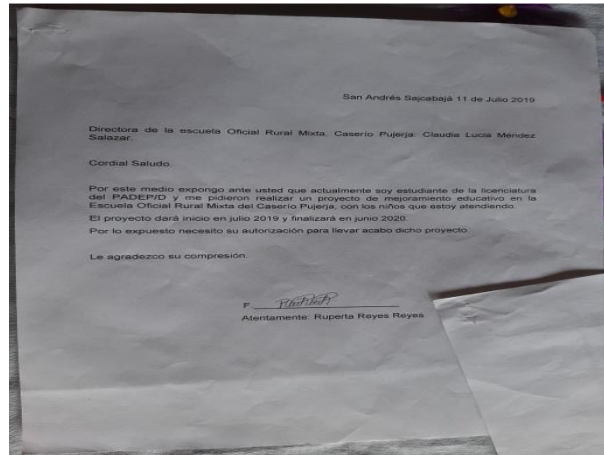 San Andrés Sajcabajá 11 de Julio 2019
Directora de la escuela Oficial Rural Mixta. Caserío Pujerja: Claudia Lucía Méndez
Salazar.
Cordial Saludo.
Por este medio expongo ante usted que actualmente soy estudiante de la licenciatura
del PADEP/D y me pidieron realizar un proyecto de mejoramiento educativo en la
Escuela Oficial Rural Mixta del Caserío Pujerja, con los niños que estoy atendiendo.
El proyecto dará inicio en julio 2019 y finalizará en junio 2020.
Por lo expuesto necesito su autorización para llevar acabo dicho proyecto.
Le agradezco su compresión.
F.
Atentamente: Ruperta Reyes Reyes